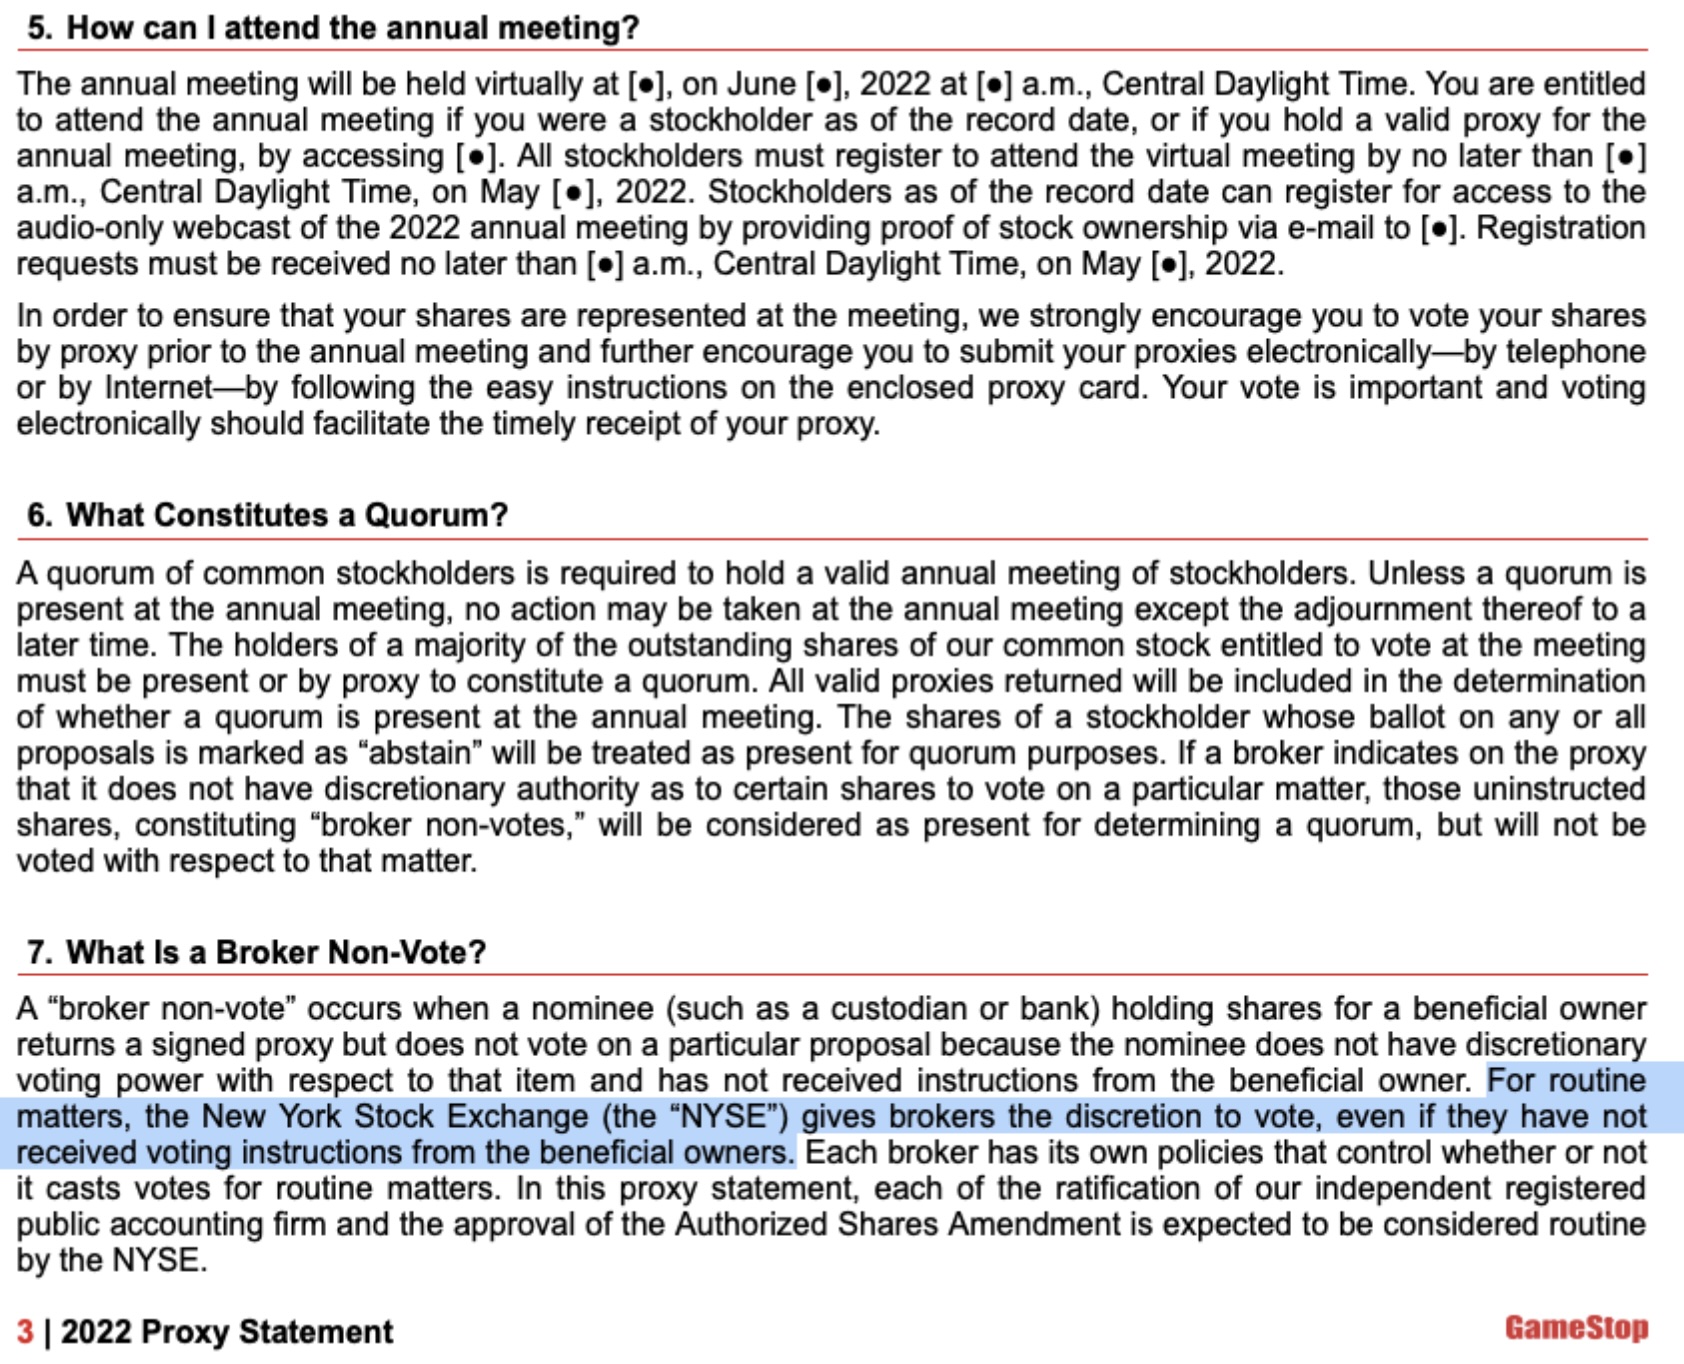 5. How can I attend the annual meeting?
The annual meeting will be held virtually at [●], on June [●], 2022 at [●] a.m., Central Daylight Time. You are entitled
to attend the annual meeting if you were a stockholder as of the record date, or if you hold a valid proxy for the
annual meeting, by accessing [●]. All stockholders must register to attend the virtual meeting by no later than [●]
a.m., Central Daylight Time, on May [●], 2022. Stockholders as of the record date can register for access to the
audio-only webcast of the 2022 annual meeting by providing proof of stock ownership via e-mail to [●]. Registration
requests must be received no later than [●] a.m., Central Daylight Time, on May [●], 2022.
In order to ensure that your shares are represented at the meeting, we strongly encourage you to vote your shares
by proxy prior to the annual meeting and further encourage you to submit your proxies electronically—by telephone
or by Internet—by following the easy instructions on the enclosed proxy card. Your vote is important and voting
electronically should facilitate the timely receipt of your proxy.
6. What Constitutes a Quorum?
A quorum of common stockholders is required to hold a valid annual meeting of stockholders. Unless a quorum is
present at the annual meeting, no action may be taken at the annual meeting except the adjournment thereof to a
later time. The holders of a majority of the outstanding shares of our common stock entitled to vote at the meeting
must be present or by proxy to constitute a quorum. All valid proxies returned will be included in the determination
of whether a quorum is present at the annual meeting. The shares of a stockholder whose ballot on any or all
proposals is marked as “abstain” will be treated as present for quorum purposes. If a broker indicates on the proxy
that it does not have discretionary authority as to certain shares to vote on a particular matter, those uninstructed
shares, constituting “broker non-votes,” will be considered as present for determining a quorum, but will not be
voted with respect to that matter.
7. What Is a Broker Non-Vote?
A “broker non-vote” occurs when a nominee (such as a custodian or bank) holding shares for a beneficial owner
returns a signed proxy but does not vote on a particular proposal because the nominee does not have discretionary
voting power with respect to that item and has not received instructions from the beneficial owner. For routine
matters, the New York Stock Exchange (the “NYSE”) gives brokers the discretion to vote, even if they have not
received voting instructions from the beneficial owners. Each broker has its own policies that control whether or not
it casts votes for routine matters. In this proxy statement, each of the ratification of our independent registered
public accounting firm and the approval of the Authorized Shares Amendment is expected to be considered routine
by the NYSE.
3 | 2022 Proxy Statement
GameStop